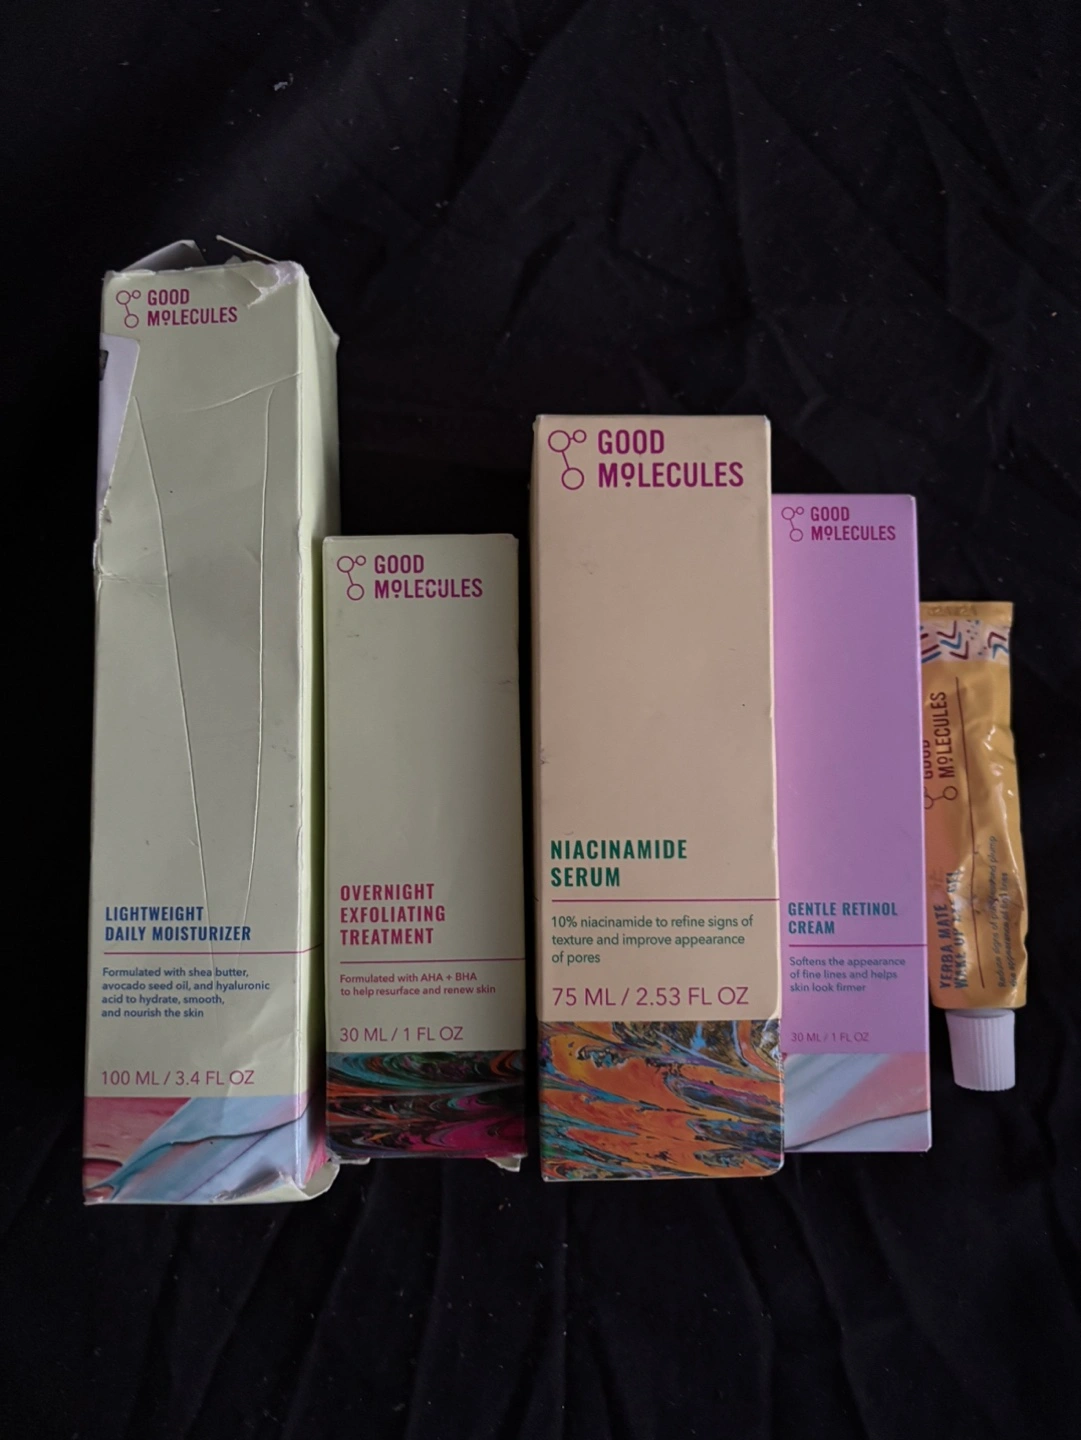 GOOD
MOLECULES
LIGHTWEIGHT
DAILY MOISTURIZER
Formulated with shea butter,
avocado seed oil, and hyaluronic
acid to hydrate, smooth,
and nourish the skin
100 ML / 3.4 FL OZ
GOOD
MOLECULES
OVERNIGHT
EXFOLIATING
TREATMENT
Formulated with AHA + BHA
to help resurface and renew skin
30 ML / 1 FL OZ
GOOD
MOLECULES
NIACINAMIDE
SERUM
10% niacinamide to refine signs of
texture and improve appearance
of pores
75 ML / 2.53 FL OZ
GOOD
MOLECULES
GENTLE RETINOL
CREAM
Softens the appearance
of fine lines and helps
skin look firmer
30 ML / 1 FL OZ
GOOD
MOLECULES
YERBA MATE
WAKE UP EYE GEL